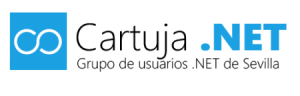 Cartuja .NET
Grupo de usuarios .NET de Sevilla